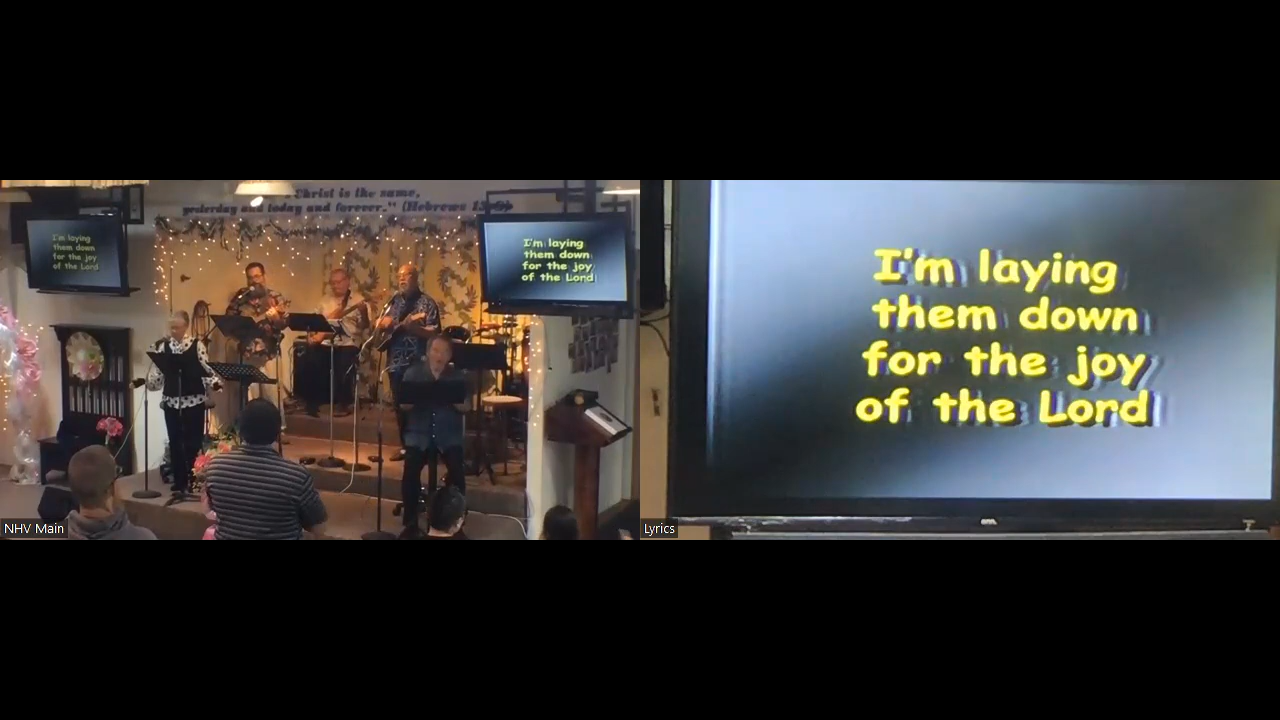 Christ is the same,
yesterday and today and forever." (Hebrews
I'm laying
them down
for the joy
of the Lord
I'm laying
them down
for the joy
of the Lord
NHV Main
I'm laying
them down
for the joy
of the Lord
Lyrics